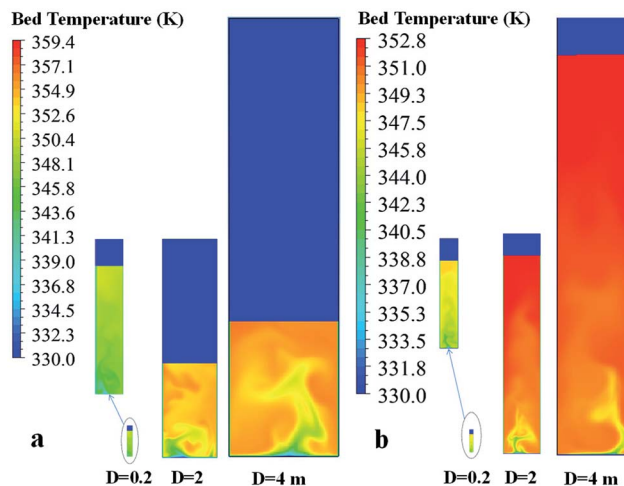 Bed Temperature (K)
359.4
357.1
354.9
352.6
350.4
348.1
345.8
343.6
341.3
339.0
336.8
334.5
332.3
330.0
a
D=0.2
D=2
D=4 m
Bed Temperature (K)
352.8
351.0
349.3
347.5
345.8
344.0
342.3
340.5
338.8
337.0
335.3
333.5
331.8
330.0
b
D=0.2
D=2
D=4 m